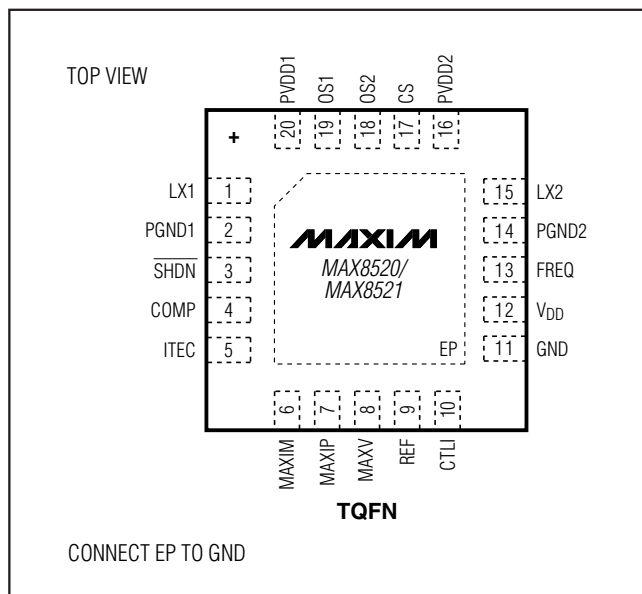 TOP VIEW
PVDD1
OS1
OS2
CS
PVDD2
20
19
18
17
16
+
LX1 1
PGND1 2
SHDN 3
COMP 4
ITEC 5
MAXIM
MAX8520/
MAX8521
EP
15 LX2
14 PGND2
13 FREQ
12 VDD
11 GND
6
7
8
9
10
MAXIM
MAXIP
MAXV
REF
CTLI
TQFN
CONNECT EP TO GND